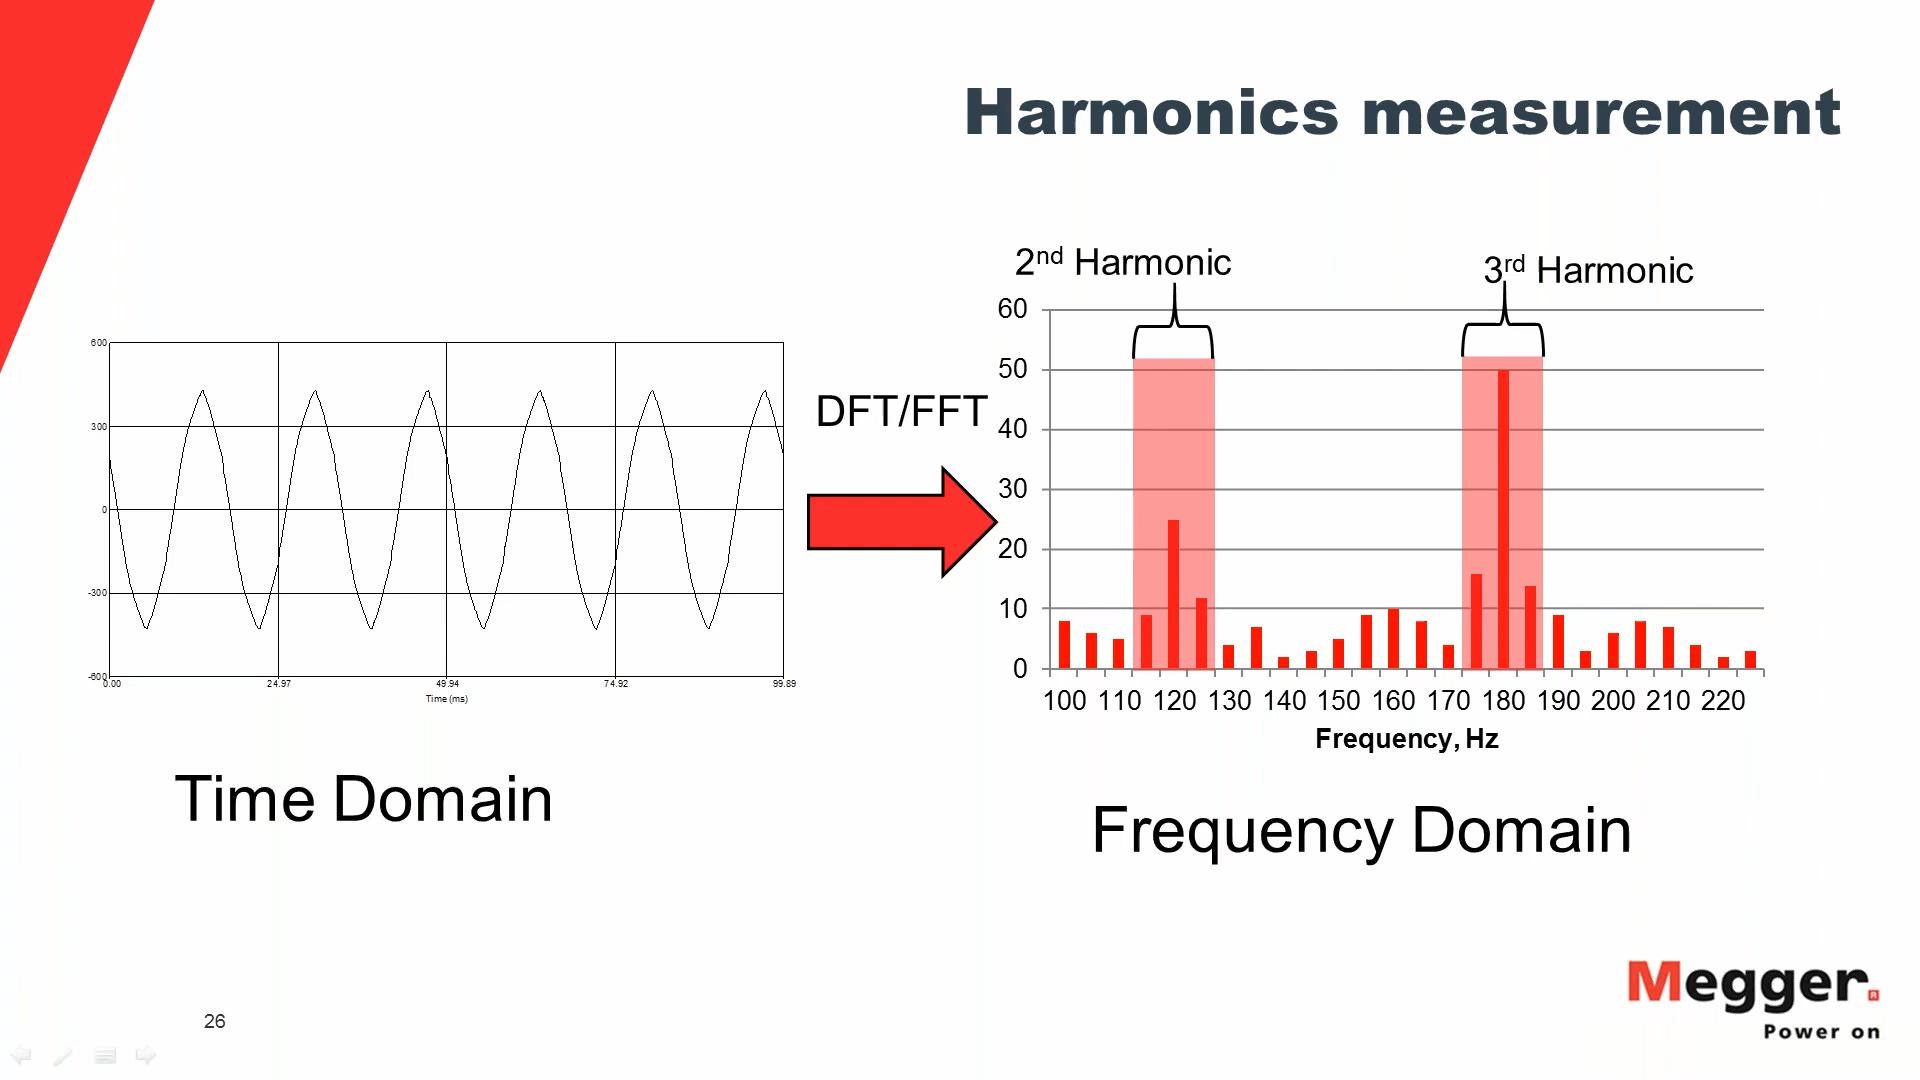 Harmonics measurement
2nd Harmonic
3rd Harmonic
600
300
0
-300
-600
0.00 24.97 49.94 74.92 99.89
Time (ms)
Time Domain
DFT/FFT
60
50
40
30
20
10
0
100 110 120 130 140 150 160 170 180 190 200 210 220
Frequency, Hz
Frequency Domain
Megger®
Power on
26